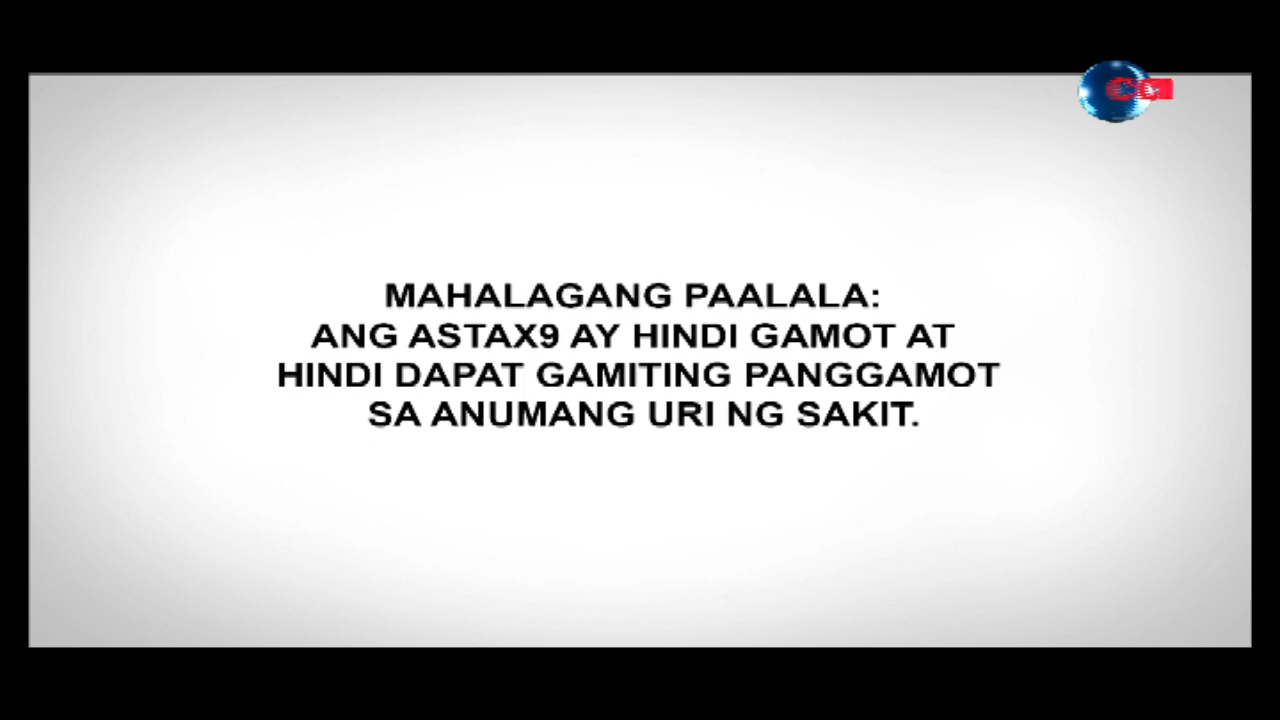 MAHALAGANG PAALALA:
ANG ASTAX9 AY HINDI GAMOT AT
HINDI DAPAT GAMITING PANGGAMOT
SA ANUMANG URI NG SAKIT.